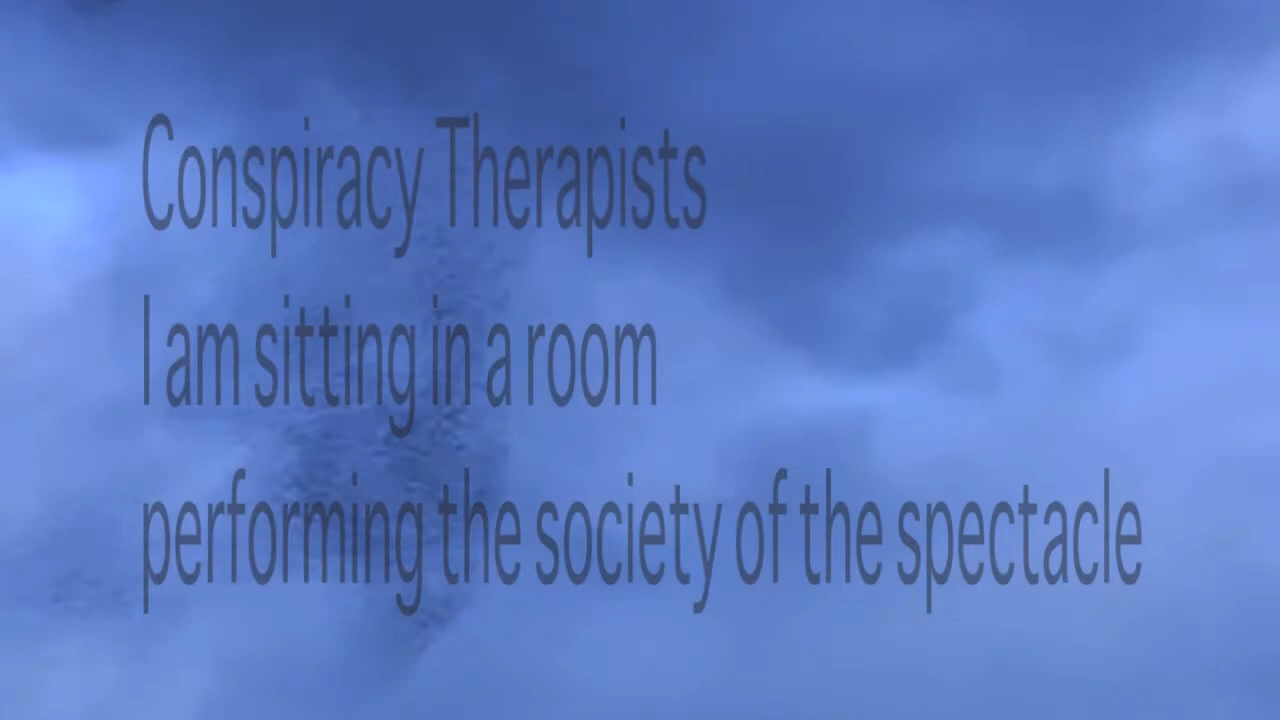 Conspiracy Therapists
I am sitting in a room
performing the society of the spectacle